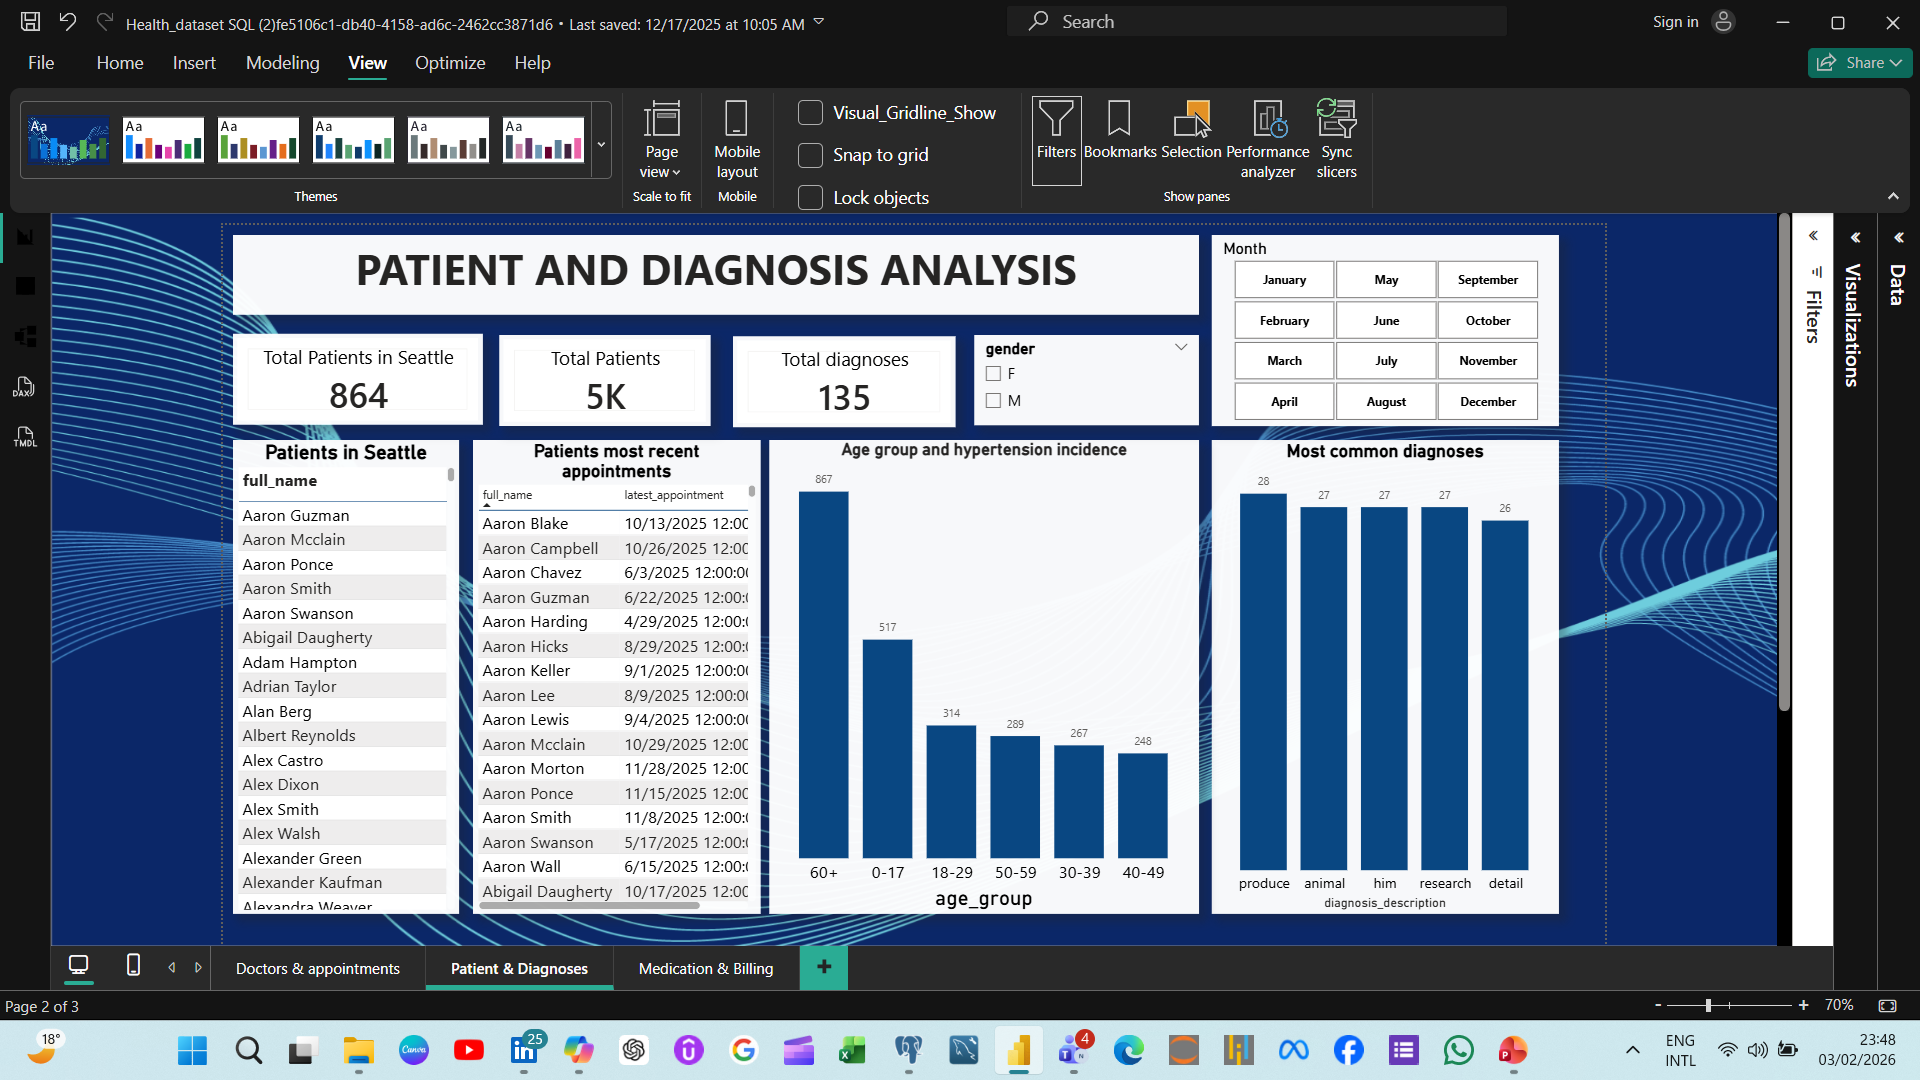 Health_dataset SQL (2)fe5106c1-db40-4158-ad6c-2462cc3871d6 • Last saved: 12/17/2025 at 10:05 AM
Search
Sign in
File
Home
Insert
Modeling
View
Optimize
Help
Share
Aa
Aa
Aa
Aa
Aa
Aa
Themes
Page view
Scale to fit
Mobile layout
Mobile
Visual_Gridline_Show
Snap to grid
Lock objects
Filters
Bookmarks
Selection
Performance analyzer
Sync slicers
Show panes
DAX
TMDL
PATIENT AND DIAGNOSIS ANALYSIS
Month
January
May
September
February
June
October
March
July
November
April
August
December
Total Patients in Seattle
864
Total Patients
5K
Total diagnoses
135
gender
F
M
Patients in Seattle
full_name
Aaron Guzman
Aaron Mcclain
Aaron Ponce
Aaron Smith
Aaron Swanson
Abigail Daugherty
Adam Hampton
Adrian Taylor
Alan Berg
Albert Reynolds
Alex Castro
Alex Dixon
Alex Smith
Alex Walsh
Alexander Green
Alexander Kaufman
Alexandra Weaver
Patients most recent
appointments
full_name latest_appointment
Aaron Blake 10/13/2025 12:00
Aaron Campbell 10/26/2025 12:00
Aaron Chavez 6/3/2025 12:00:0
Aaron Guzman 6/22/2025 12:00:
Aaron Harding 4/29/2025 12:00:
Aaron Hicks 8/29/2025 12:00:
Aaron Keller 9/1/2025 12:00:0
Aaron Lee 8/9/2025 12:00:0
Aaron Lewis 9/4/2025 12:00:0
Aaron Mcclain 10/29/2025 12:00
Aaron Morton 11/28/2025 12:00
Aaron Ponce 11/15/2025 12:00
Aaron Smith 11/8/2025 12:00:
Aaron Swanson 5/17/2025 12:00:
Aaron Wall 6/15/2025 12:00:
Abigail Daugherty 10/17/2025 12:00
Age group and hypertension incidence
867
517
314
289
267
248
60+
0-17
18-29
50-59
30-39
40-49
age_group
Most common diagnoses
28
27
27
27
26
produce
animal
him
research
detail
diagnosis_description
Filters
Visualizations
Data
Doctors & appointments
Patient & Diagnoses
Medication & Billing
+
Page 2 of 3
- + 70%
18°
Canva
25
4
ENG
INTL
23:48
03/02/2026